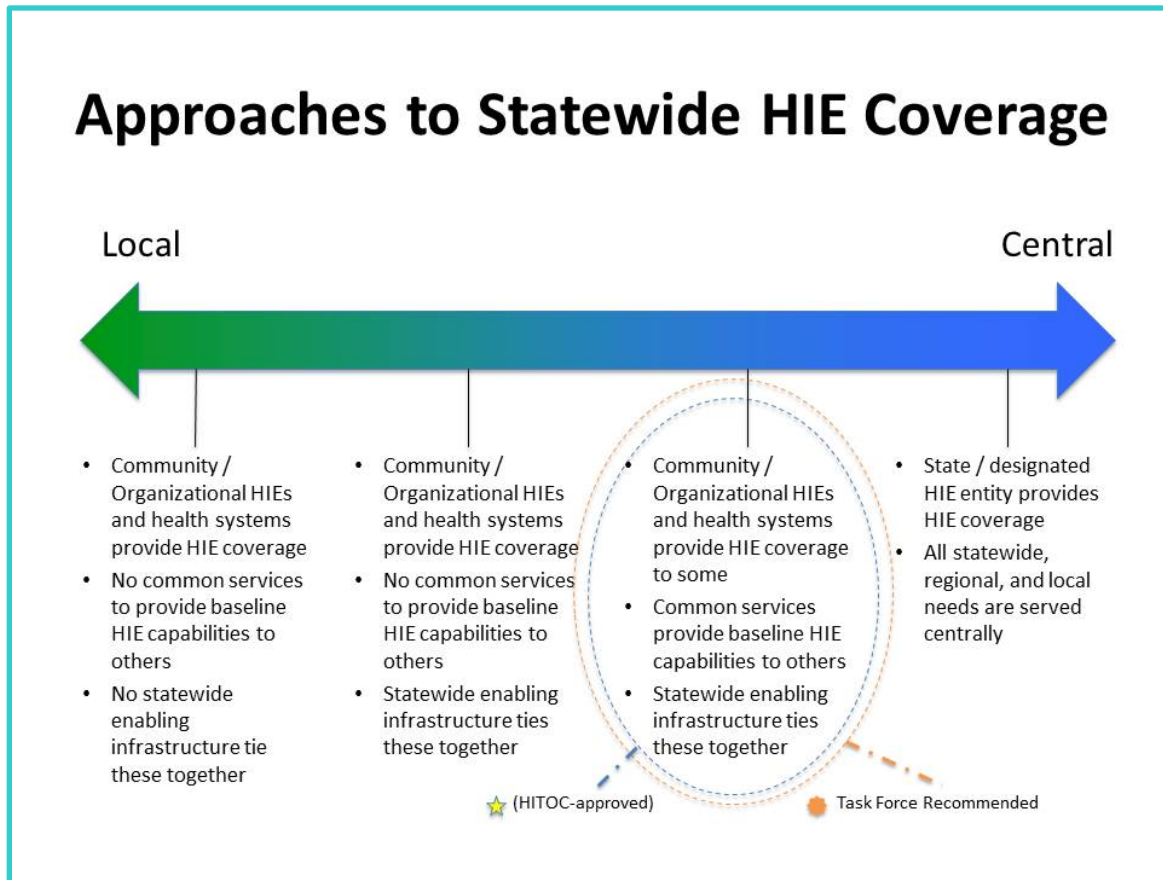 Approaches to Statewide HIE Coverage
Local
Central
• Community /
Organizational HIEs
and health systems
provide HIE coverage
• No common services
to provide baseline
HIE capabilities to
others
• No statewide
enabling
infrastructure tie
these together
• Community /
Organizational HIEs
and health systems
provide HIE coverage
• No common services
to provide baseline
HIE capabilities to
others
• Statewide enabling
infrastructure ties
these together
• Community /
Organizational HIEs
and health systems
provide HIE coverage
to some
• Common services
provide baseline HIE
capabilities to others
• Statewide enabling
infrastructure ties
these together
• State / designated
HIE entity provides
HIE coverage
• All statewide,
regional, and local
needs are served
centrally
(HITOC-approved)
Task Force Recommended